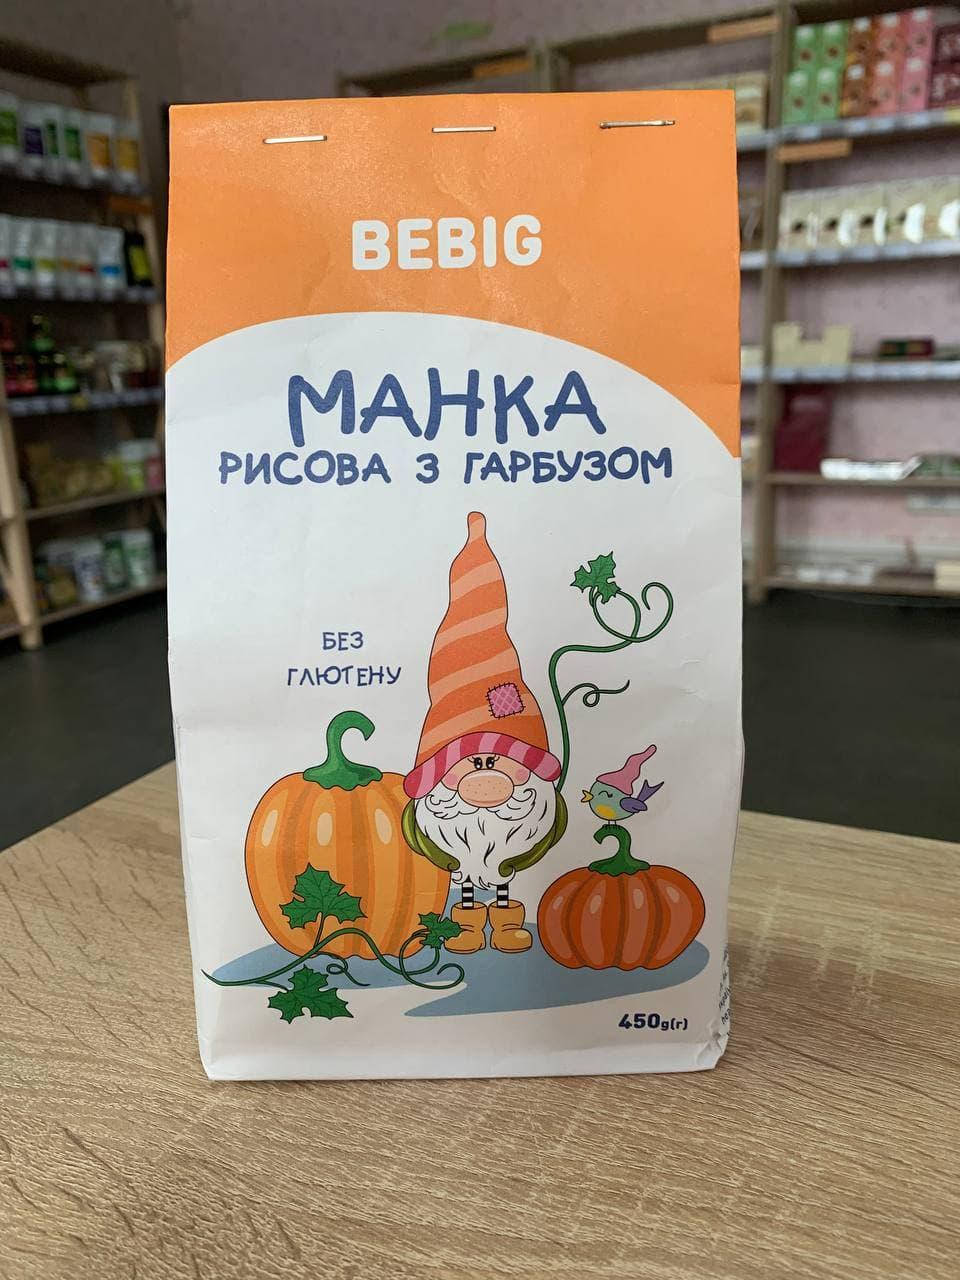 BEBIG
МАНКА
РИСОВА З ГАРБУЗОМ
БЕЗ
ГЛЮТЕНУ
450g(г)